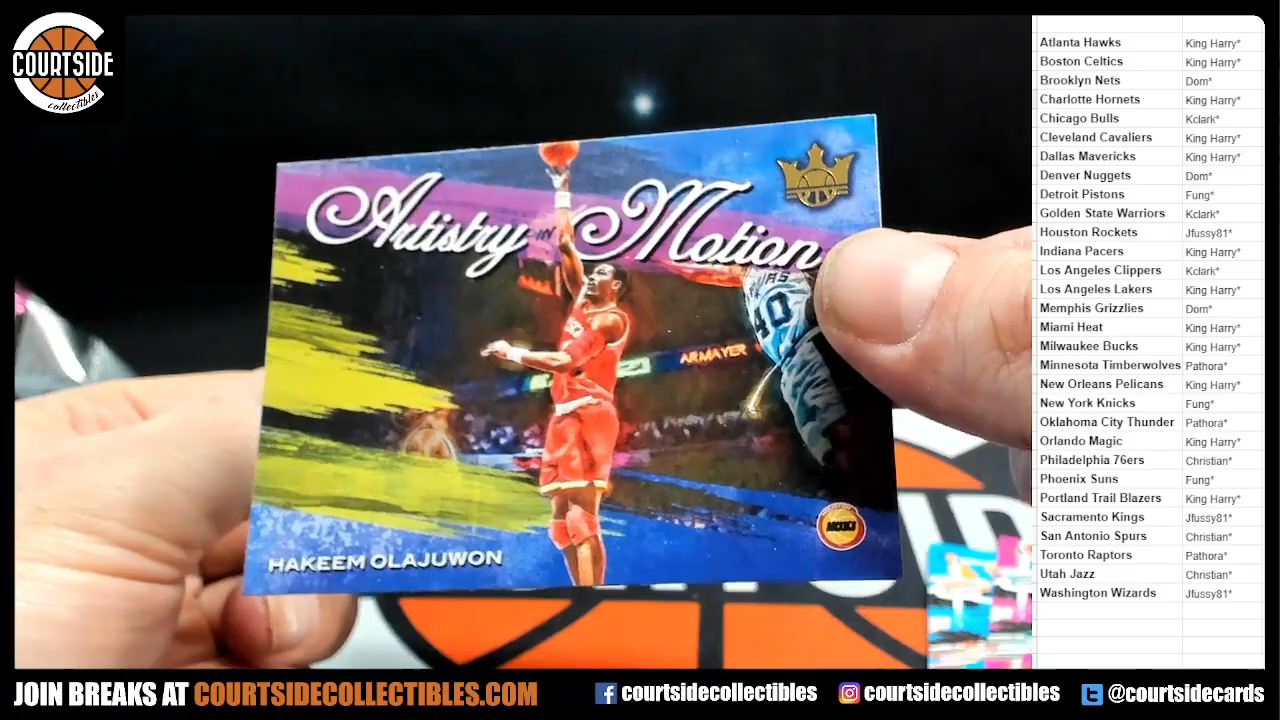 COURTSIDE
collectibles
Artistry IN Motion
40
ARMAYER
HAKEEM OLAJUWON
Atlanta Hawks King Harry*
Boston Celtics King Harry*
Brooklyn Nets Dom*
Charlotte Hornets King Harry*
Chicago Bulls Kclark*
Cleveland Cavaliers King Harry*
Dallas Mavericks King Harry*
Denver Nuggets Dom*
Detroit Pistons Fung*
Golden State Warriors Kclark*
Houston Rockets Jfussy81*
Indiana Pacers King Harry*
Los Angeles Clippers Kclark*
Los Angeles Lakers King Harry*
Memphis Grizzlies Dom*
Miami Heat King Harry*
Milwaukee Bucks King Harry*
Minnesota Timberwolves Pathora*
New Orleans Pelicans King Harry*
New York Knicks Fung*
Oklahoma City Thunder Pathora*
Orlando Magic King Harry*
Philadelphia 76ers Christian*
Phoenix Suns Fung*
Portland Trail Blazers King Harry*
Sacramento Kings Jfussy81*
San Antonio Spurs Christian*
Toronto Raptors Pathora*
Utah Jazz Christian*
Washington Wizards Jfussy81*
JOIN BREAKS AT COURTSIDECOLLECTIBLES.COM
courtsidecollectibles
courtsidecollectibles
@courtsidecards